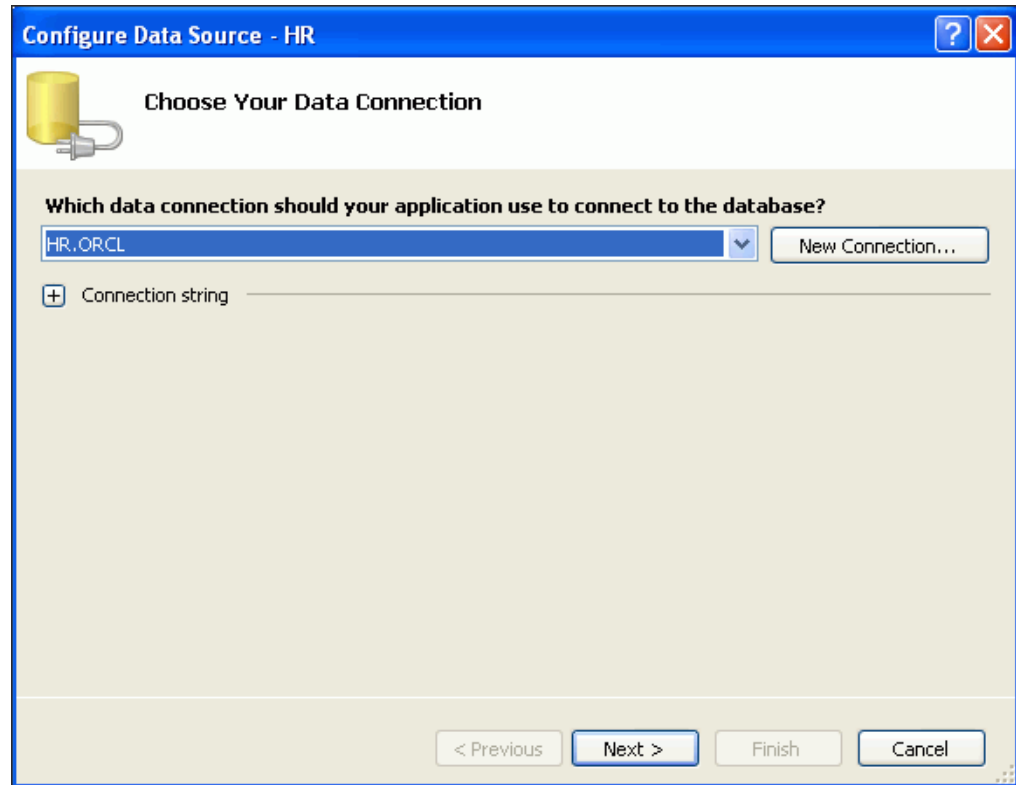 Configure Data Source - HR
Choose Your Data Connection
Which data connection should your application use to connect to the database?
HR.ORCL
New Connection...
Connection string
< Previous
Next >
Finish
Cancel